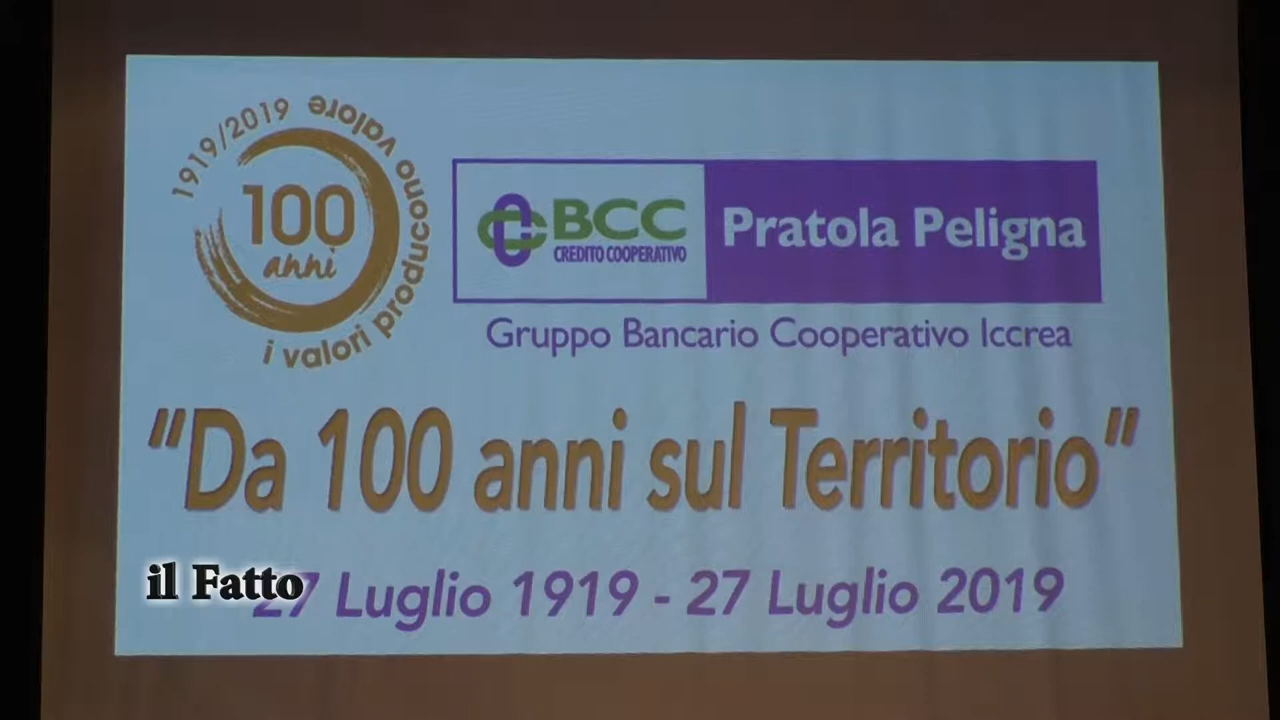 1919/2019
i valori producono valore
100
anni
BCC
CREDITO COOPERATIVO
Pratola Peligna
Gruppo Bancario Cooperativo Iccrea
“Da 100 anni sul Territorio”
il Fatto
27 Luglio 1919 - 27 Luglio 2019